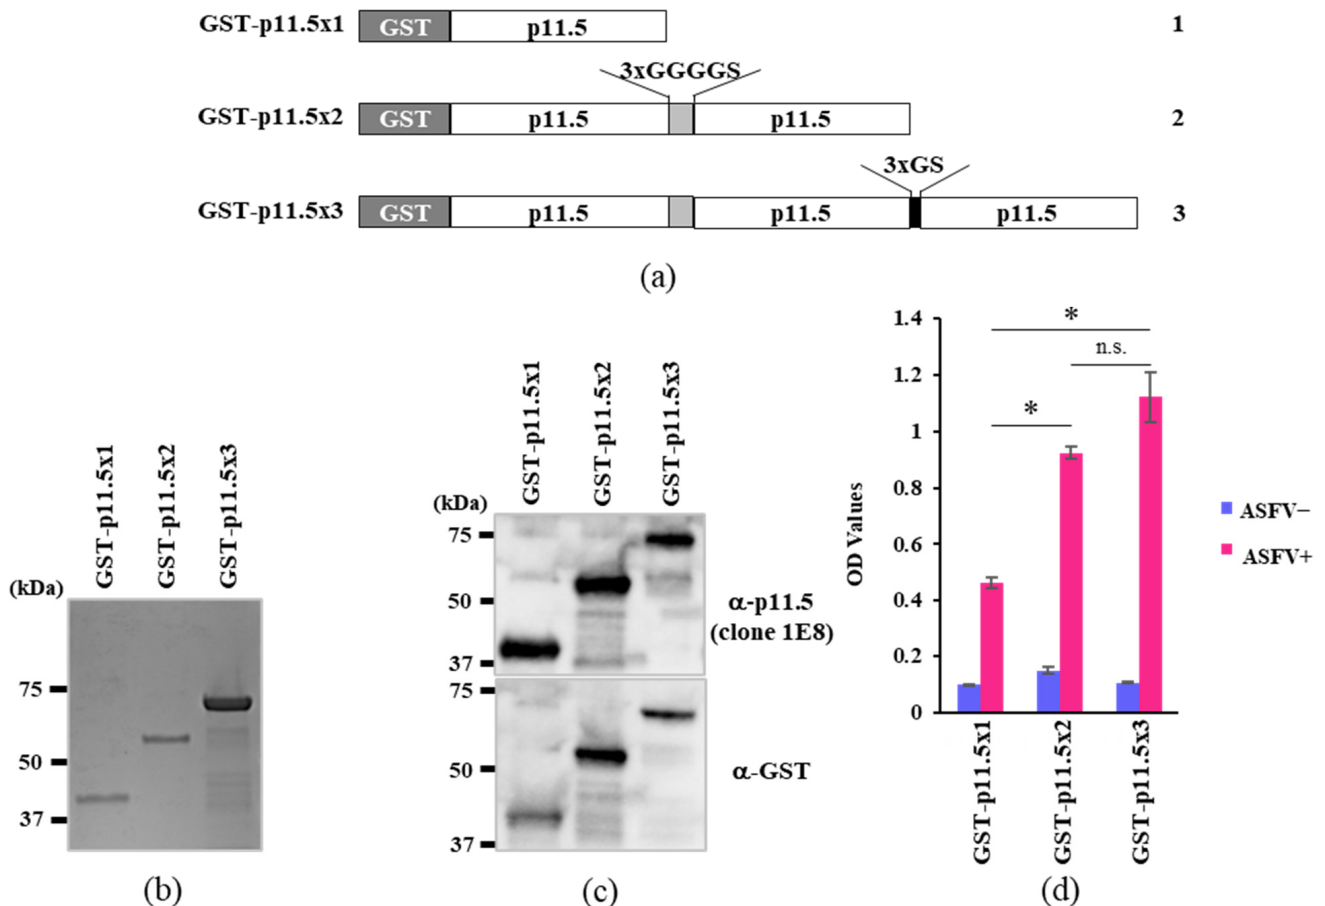 GST-p11.5x1 GST p11.5 1
3xGGGGS
GST-p11.5x2 GST p11.5 p11.5 2
3xGS
GST-p11.5x3 GST p11.5 p11.5 p11.5 3
(a)
GST-p11.5x1
GST-p11.5x2
GST-p11.5x3
(kDa)
75
50
37
(b)
GST-p11.5x1
GST-p11.5x2
GST-p11.5x3
(kDa)
75
50
37
α-p11.5
(clone 1E8)
75
50
37
α-GST
(c)
1.4
1.2
1
0.8
0.6
0.4
0.2
0
OD Values
*
n.s.
*
GST-p11.5x1
GST-p11.5x2
GST-p11.5x3
ASFV−
ASFV+
(d)